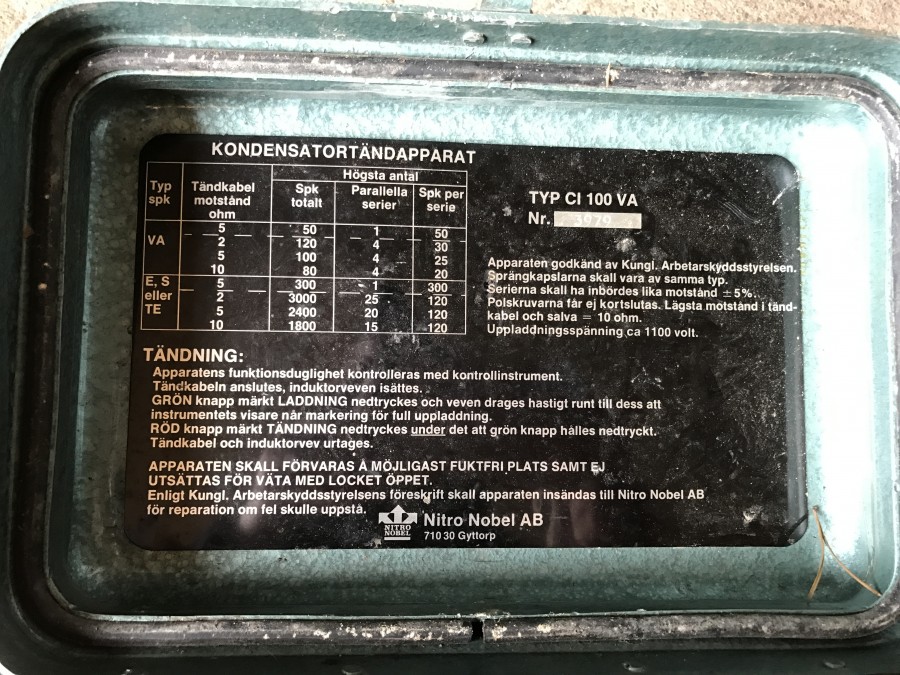 KONDENSATORTÄNDAPPARAT
Högsta antal
Typ spk Tändkabel motstånd ohm Spk totalt Parallella serier Spk per serie
VA 5 50 1 50
2 120 4 30
5 100 4 25
10 80 4 20
E, S eller TE 5 300 1 300
2 3000 25 120
5 2400 20 120
10 1800 15 120
TYP CI 100 VA
Nr.
Apparaten godkänd av Kungl. Arbetarskyddsstyrelsen.
Sprängkapslarna skall vara av samma typ.
Serierna skall ha inbördes lika motstånd ±5%.
Polskruvarna får ej kortslutas. Lägsta motstånd i tänd-
kabel och salva = 10 ohm.
Uppladdningsspänning ca 1100 volt.
TÄNDNING:
Apparatens funktionsduglighet kontrolleras med kontrollinstrument.
Tändkabeln anslutes, induktorveven isättes.
GRÖN knapp märkt LADDNING nedtryckes och veven drages hastigt runt till dess att
instrumentets visare når markering för full uppladdning.
RÖD knapp märkt TÄNDNING nedtryckes under det att grön knapp hålles nedtryckt.
Tändkabel och induktorvev urtages.
APPARATEN SKALL FÖRVARAS Å MÖJLIGAST FUKTFRI PLATS SAMT EJ
UTSÄTTAS FÖR VÄTA MED LOCKET ÖPPET.
Enligt Kungl. Arbetarskyddsstyrelsens föreskrift skall apparaten insändas till Nitro Nobel AB
för reparation om fel skulle uppstå.
NITRO
NOBEL
Nitro Nobel AB
710 30 Gyttorp